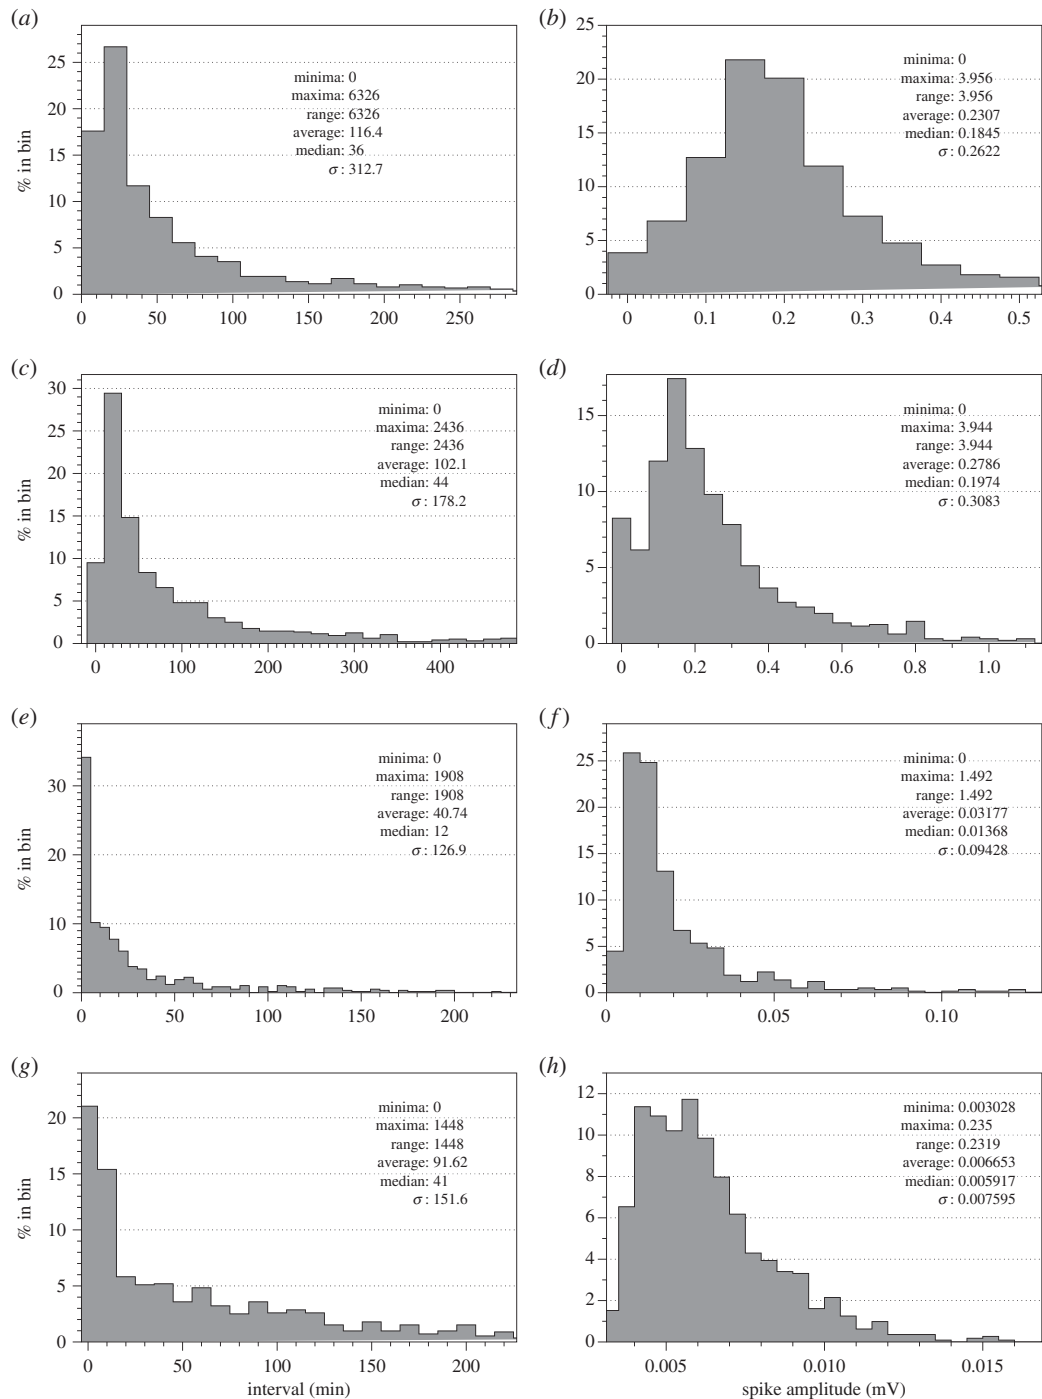 (a)
(b)
% in bin
25
20
15
10
5
0
minima: 0
maxima: 6326
range: 6326
average: 116.4
median: 36
σ: 312.7
0 50 100 150 200 250
25
20
15
10
5
0
minima: 0
maxima: 3.956
range: 3.956
average: 0.2307
median: 0.1845
σ: 0.2622
0 0.1 0.2 0.3 0.4 0.5
(c)
(d)
% in bin
30
25
20
15
10
5
0
minima: 0
maxima: 2436
range: 2436
average: 102.1
median: 44
σ: 178.2
0 100 200 300 400
15
10
5
0
minima: 0
maxima: 3.944
range: 3.944
average: 0.2786
median: 0.1974
σ: 0.3083
0 0.2 0.4 0.6 0.8 1.0
(e)
(f)
% in bin
30
20
10
0
minima: 0
maxima: 1908
range: 1908
average: 40.74
median: 12
σ: 126.9
0 50 100 150 200
25
20
15
10
5
0
minima: 0
maxima: 1.492
range: 1.492
average: 0.03177
median: 0.01368
σ: 0.09428
0 0.05 0.10
(g)
(h)
% in bin
20
15
10
5
0
minima: 0
maxima: 1448
range: 1448
average: 91.62
median: 41
σ: 151.6
0 50 100 150 200
interval (min)
12
10
8
6
4
2
0
minima: 0.003028
maxima: 0.235
range: 0.2319
average: 0.006653
median: 0.005917
σ: 0.007595
0.005 0.010 0.015
spike amplitude (mV)